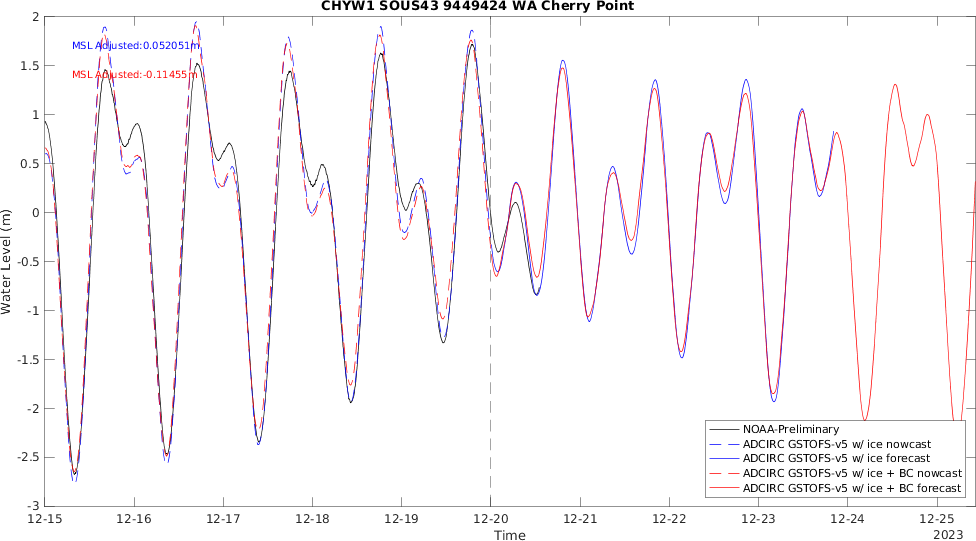 CHYW1 SOUS43 9449424 WA Cherry Point
2
1.5
1
0.5
0
-0.5
-1
-1.5
-2
-2.5
-3
Water Level (m)
MSL Adjusted:0.052051m
MSL Adjusted:-0.11455m
NOAA-Preliminary
ADCIRC GSTOFS-v5 w/ ice nowcast
ADCIRC GSTOFS-v5 w/ ice forecast
ADCIRC GSTOFS-v5 w/ice + BC nowcast
ADCIRC GSTOFS-v5 w/ice + BC forecast
12-15 12-16 12-17 12-18 12-19 12-20 12-21 12-22 12-23 12-24 12-25
Time
2023